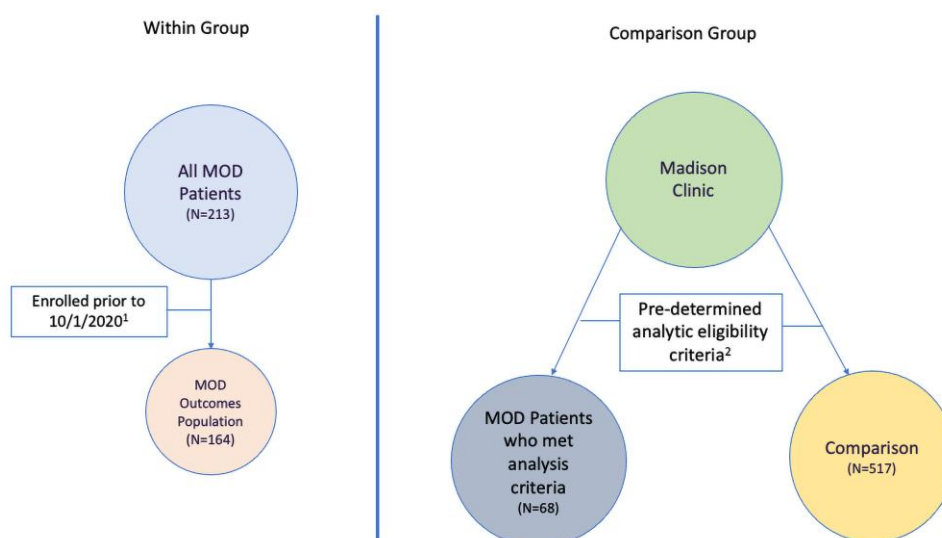 Within Group
All MOD
Patients
(N=213)
Enrolled prior to
10/1/2020¹
MOD
Outcomes
Population
(N=164)
Comparison Group
Madison
Clinic
Pre-determined
analytic eligibility
criteria²
MOD Patients
who met
analysis
criteria
(N=68)
Comparison
(N=517)